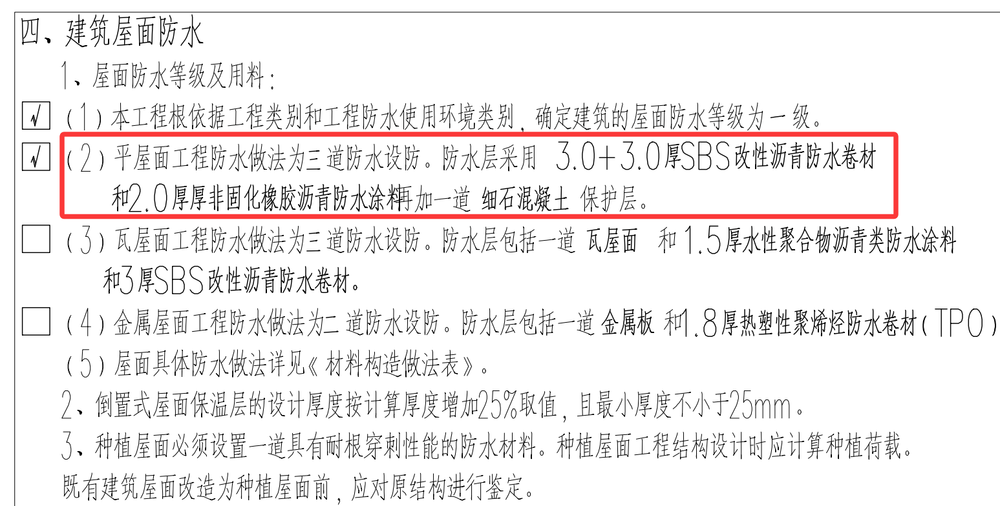 四、建筑屋面防水
1、屋面防水等级及用料：
√ (1)本工程根依据工程类别和工程防水使用环境类别，确定建筑的屋面防水等级为一级。
√ (2)平屋面工程防水做法为三道防水设防。防水层采用 3.0+3.0厚SBS改性沥青防水卷材
和2.0厚厚非固化橡胶沥青防水涂料再加一道 细石混凝土 保护层。
(3)瓦屋面工程防水做法为三道防水设防。防水层包括一道 瓦屋面 和1.5厚水性聚合物沥青类防水涂料
和3厚SBS改性沥青防水卷材。
(4)金属屋面工程防水做法为二道防水设防。防水层包括一道 金属板 和1.8厚热塑性聚烯烃防水卷材(TPO)
(5)屋面具体防水做法详见《材料构造做法表》。
2、倒置式屋面保温层的设计厚度按计算厚度增加25%取值，且最小厚度不小于25mm。
3、种植屋面必须设置一道具有耐根穿刺性能的防水材料。种植屋面工程结构设计时应计算种植荷载。
既有建筑屋面改造为种植屋面前，应对原结构进行鉴定。